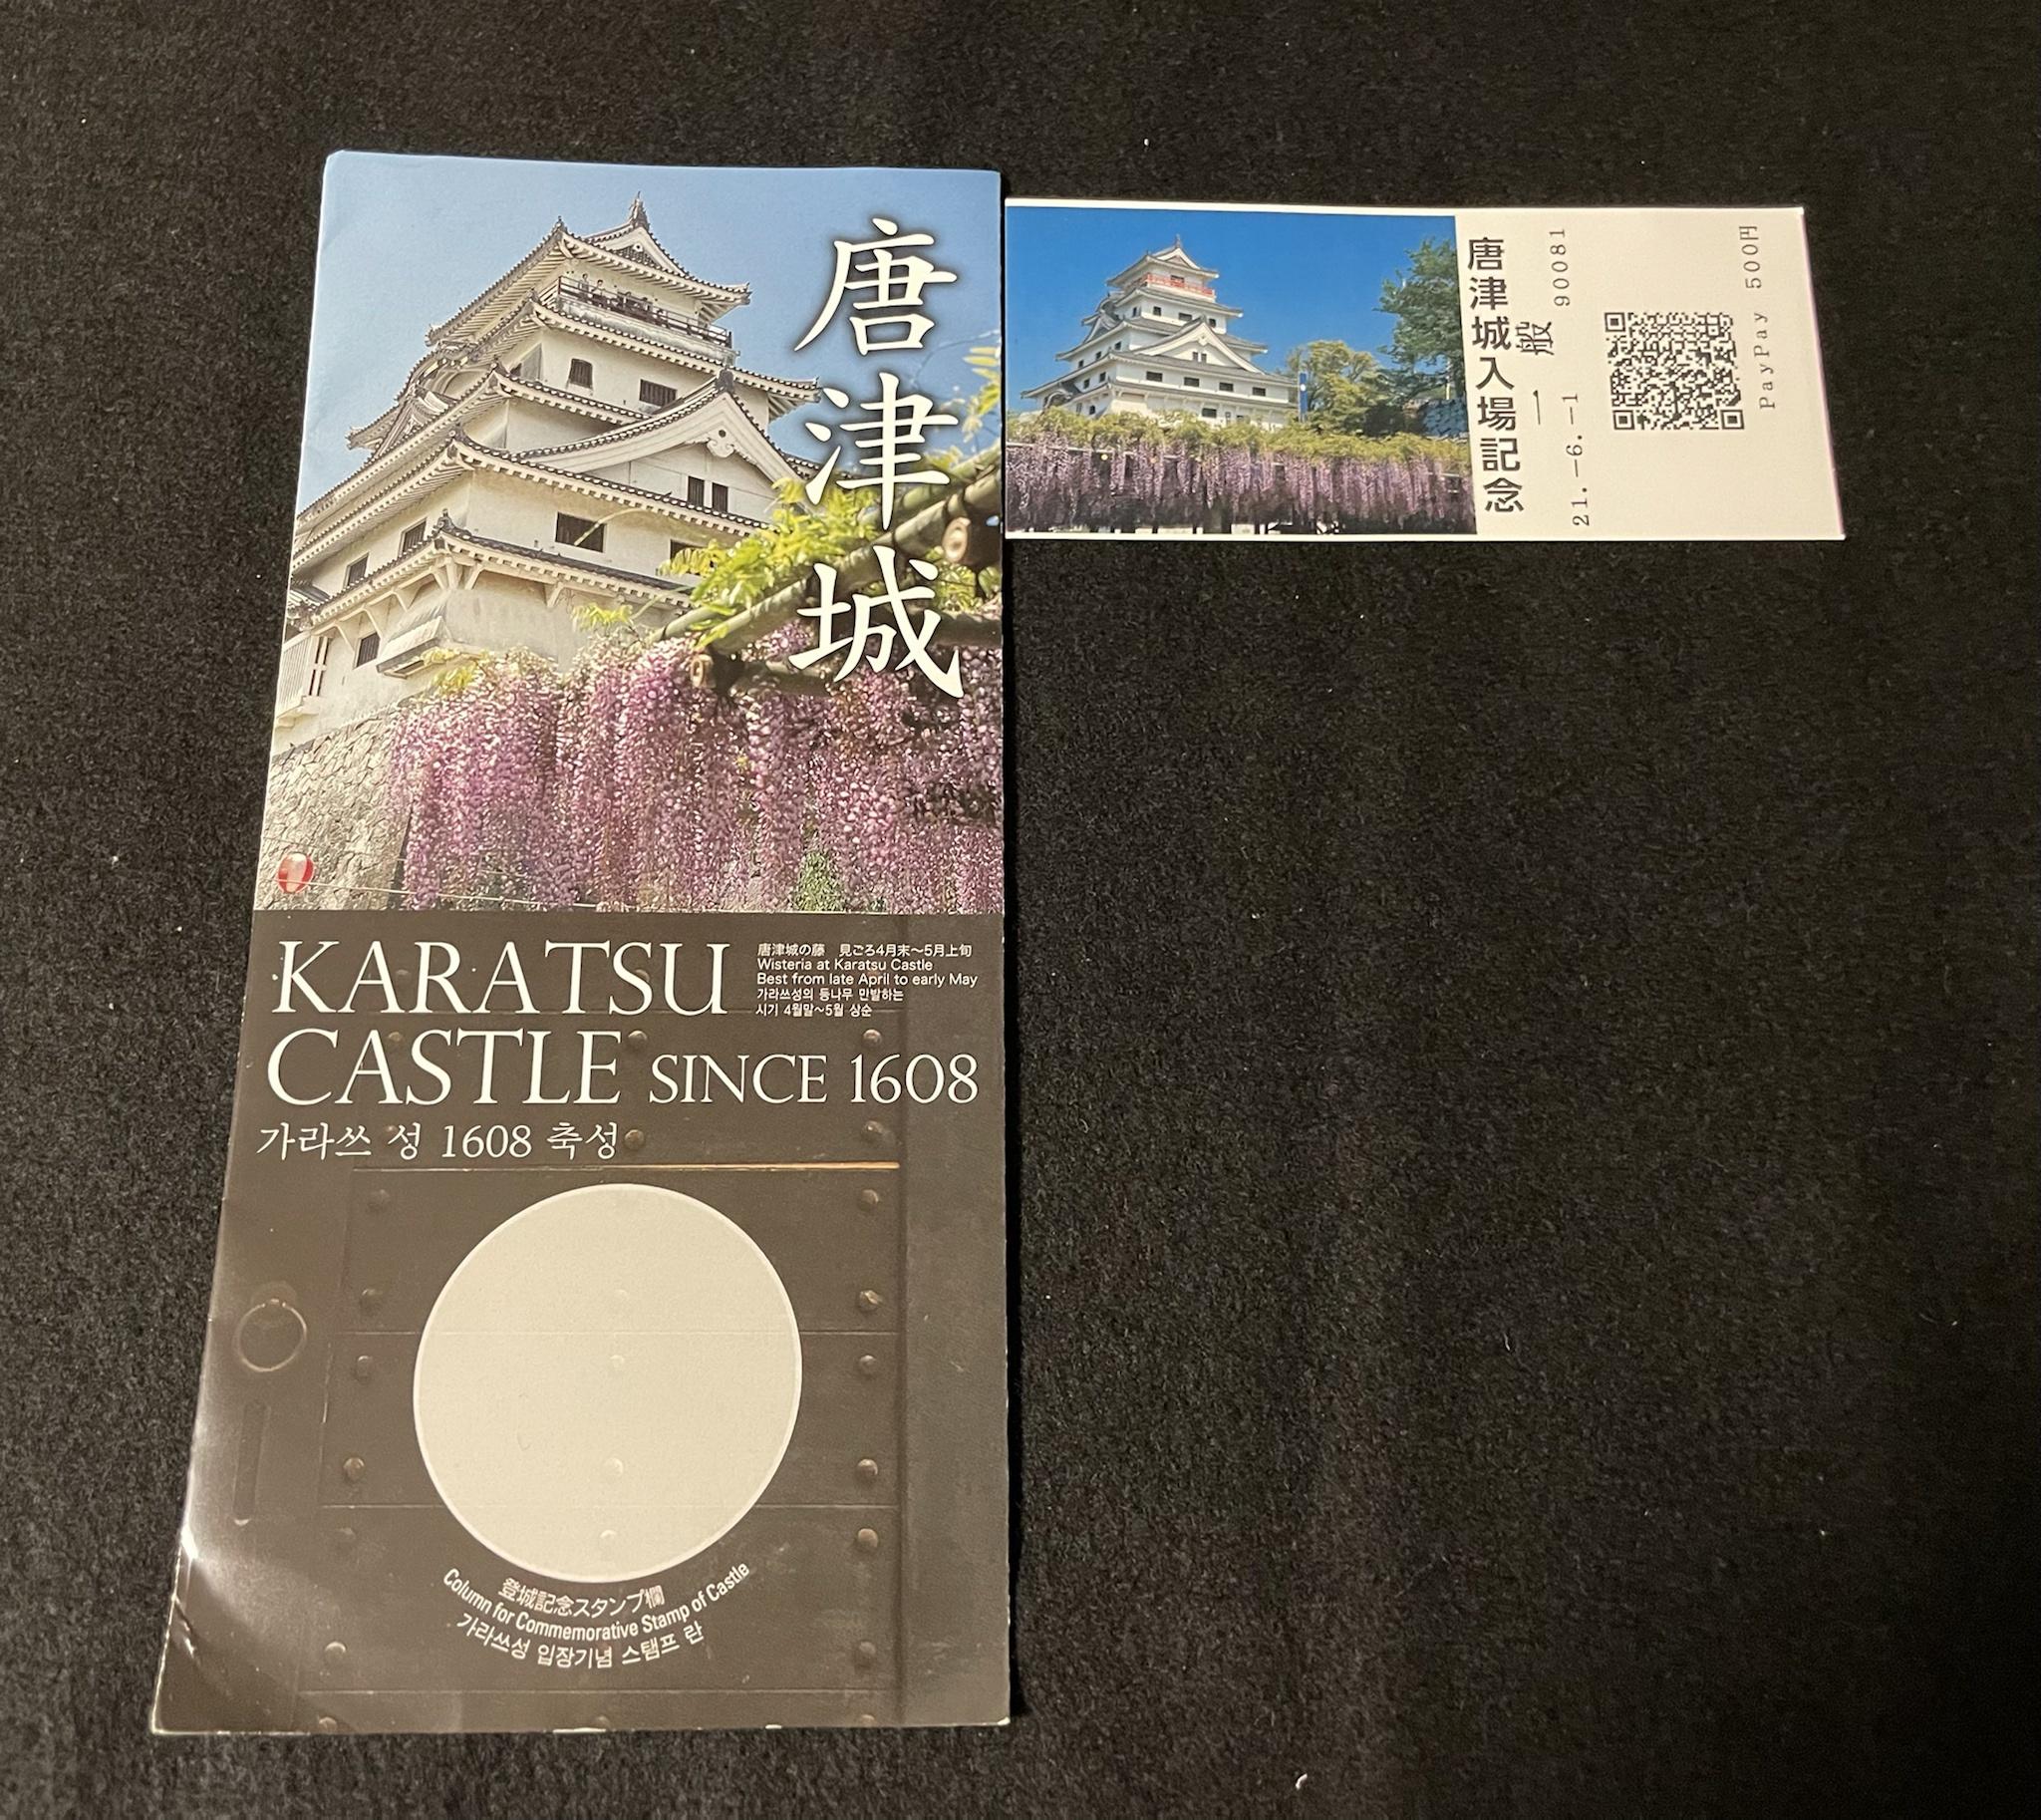 唐津城
KARATSU
CASTLE SINCE 1608
唐津城の藤　見ごろ4月末～5月上旬
Wisteria at Karatsu Castle
Best from late April to early May
가라쓰성의 등나무 만발하는
시기 4월말～5월 상순
가라쓰 성 1608 축성
登城記念スタンプ欄
Column for Commemorative Stamp of Castle
가라쓰성 입장기념 스탬프 란
唐津城入場記念
一般
21.-6.-1 90081
PayPay 500円